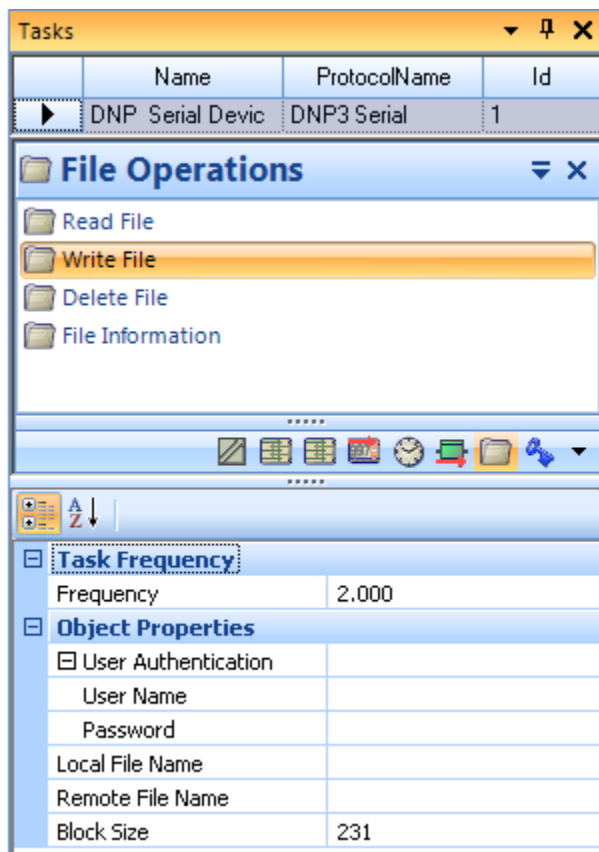 Tasks
Name ProtocolName Id
DNP Serial Devic DNP3 Serial 1
File Operations
Read File
Write File
Delete File
File Information
A
Z
Task Frequency
Frequency 2.000
Object Properties
User Authentication
User Name
Password
Local File Name
Remote File Name
Block Size 231